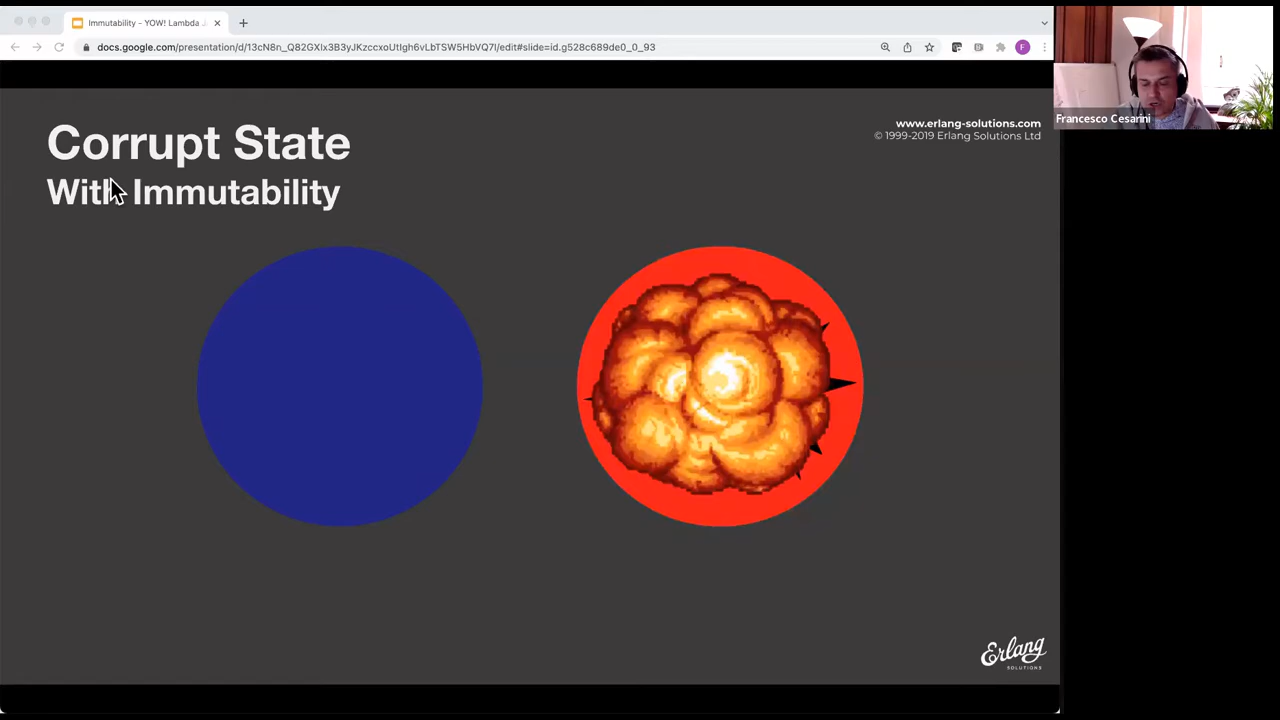 Immutability - YOW! Lambda
docs.google.com/presentation/d/13cN8n_Q82GXIx3B3yJKzccxoUtIgh6vLbTSW5HbVQ7I/edit#slide=id.g528c689de0_0_93
F
Francesco Cesarini
Corrupt State
With Immutability
www.erlang-solutions.com
© 1999-2019 Erlang Solutions Ltd
Erlang
SOLUTIONS